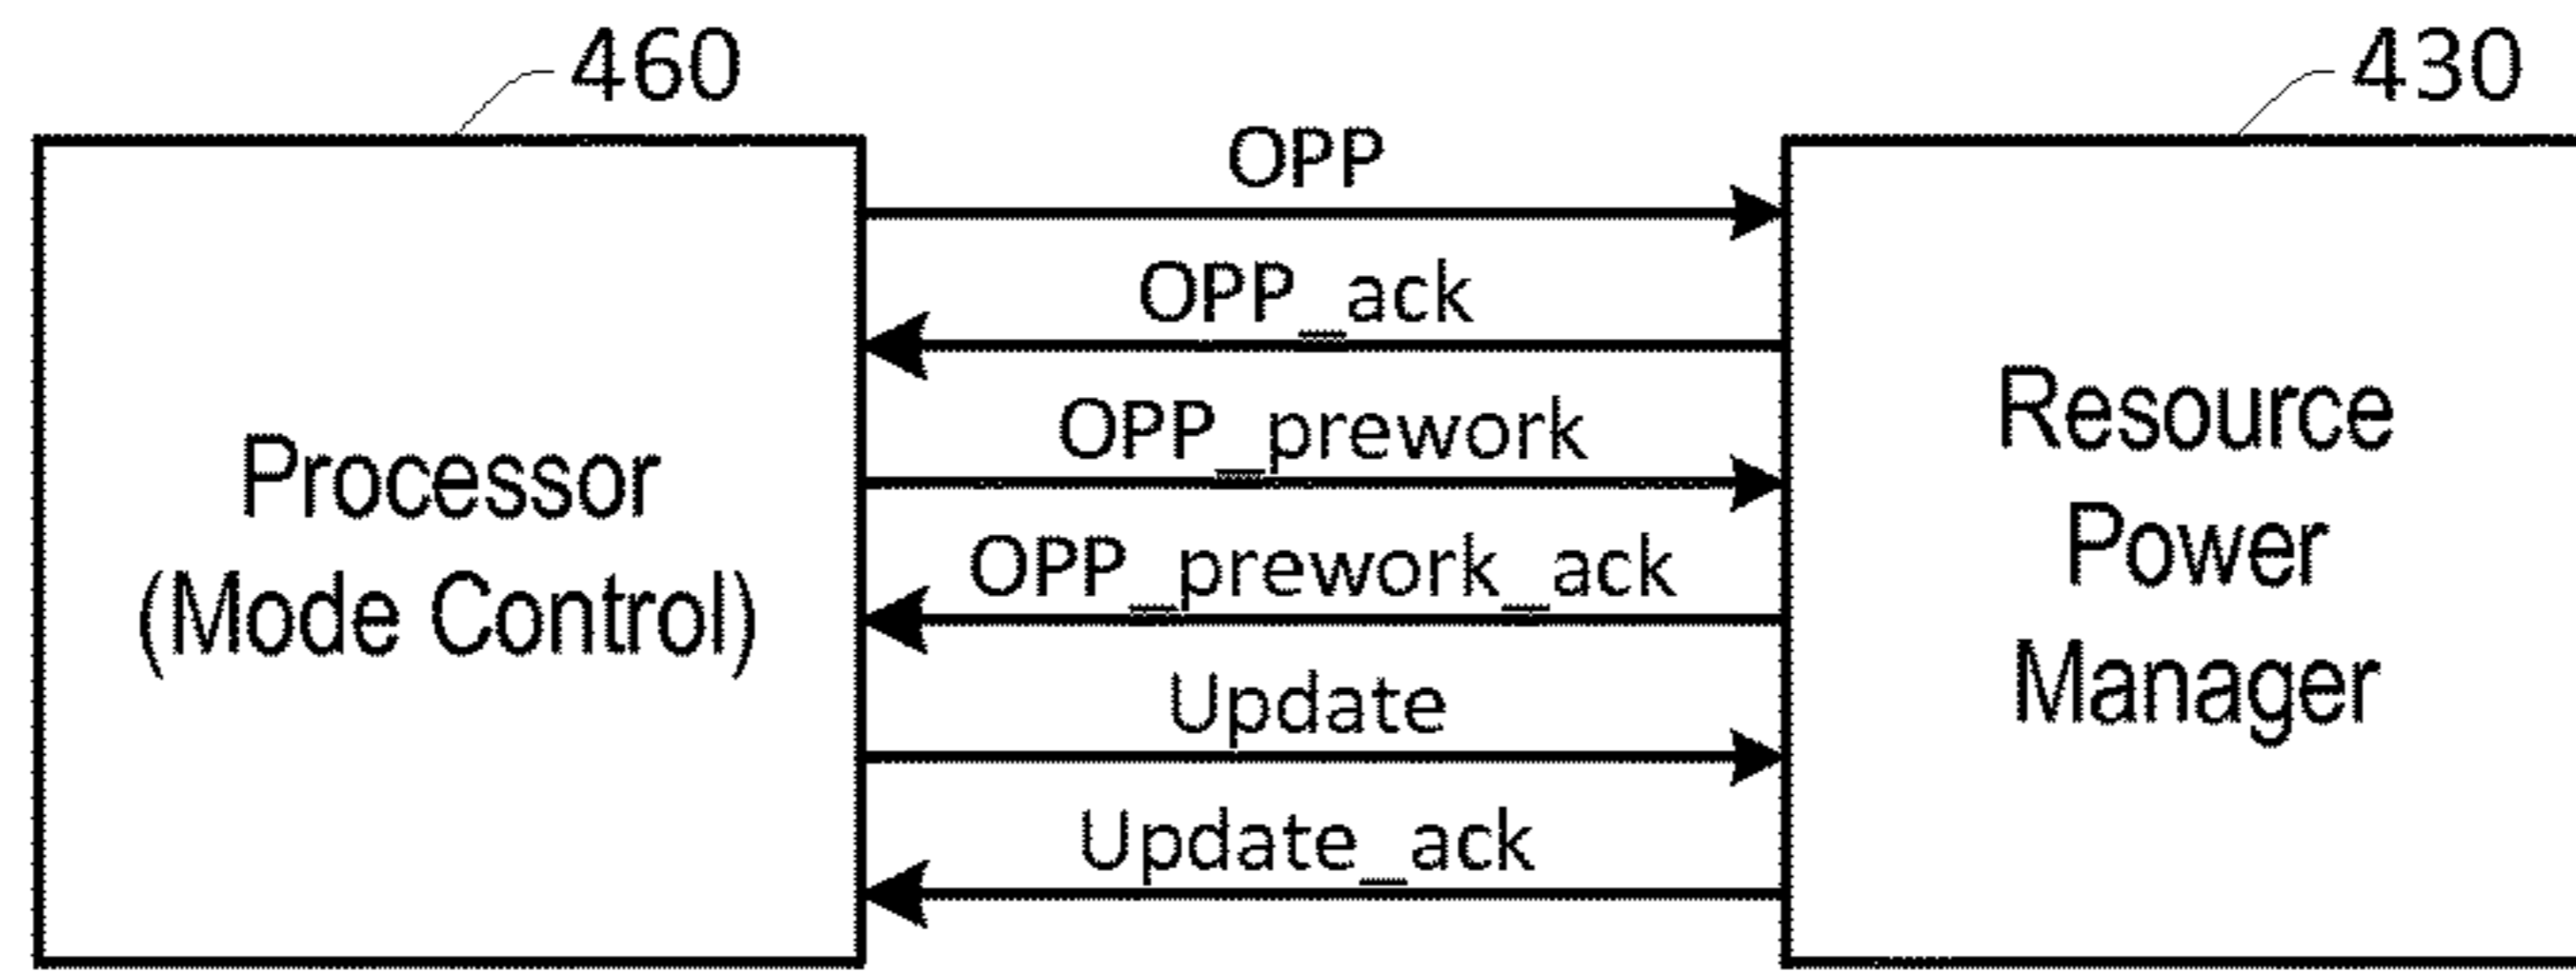 460
430
OPP
OPP_ack
OPP_prework
OPP_prework_ack
Update
Update_ack
Processor
(Mode Control)
Resource
Power
Manager